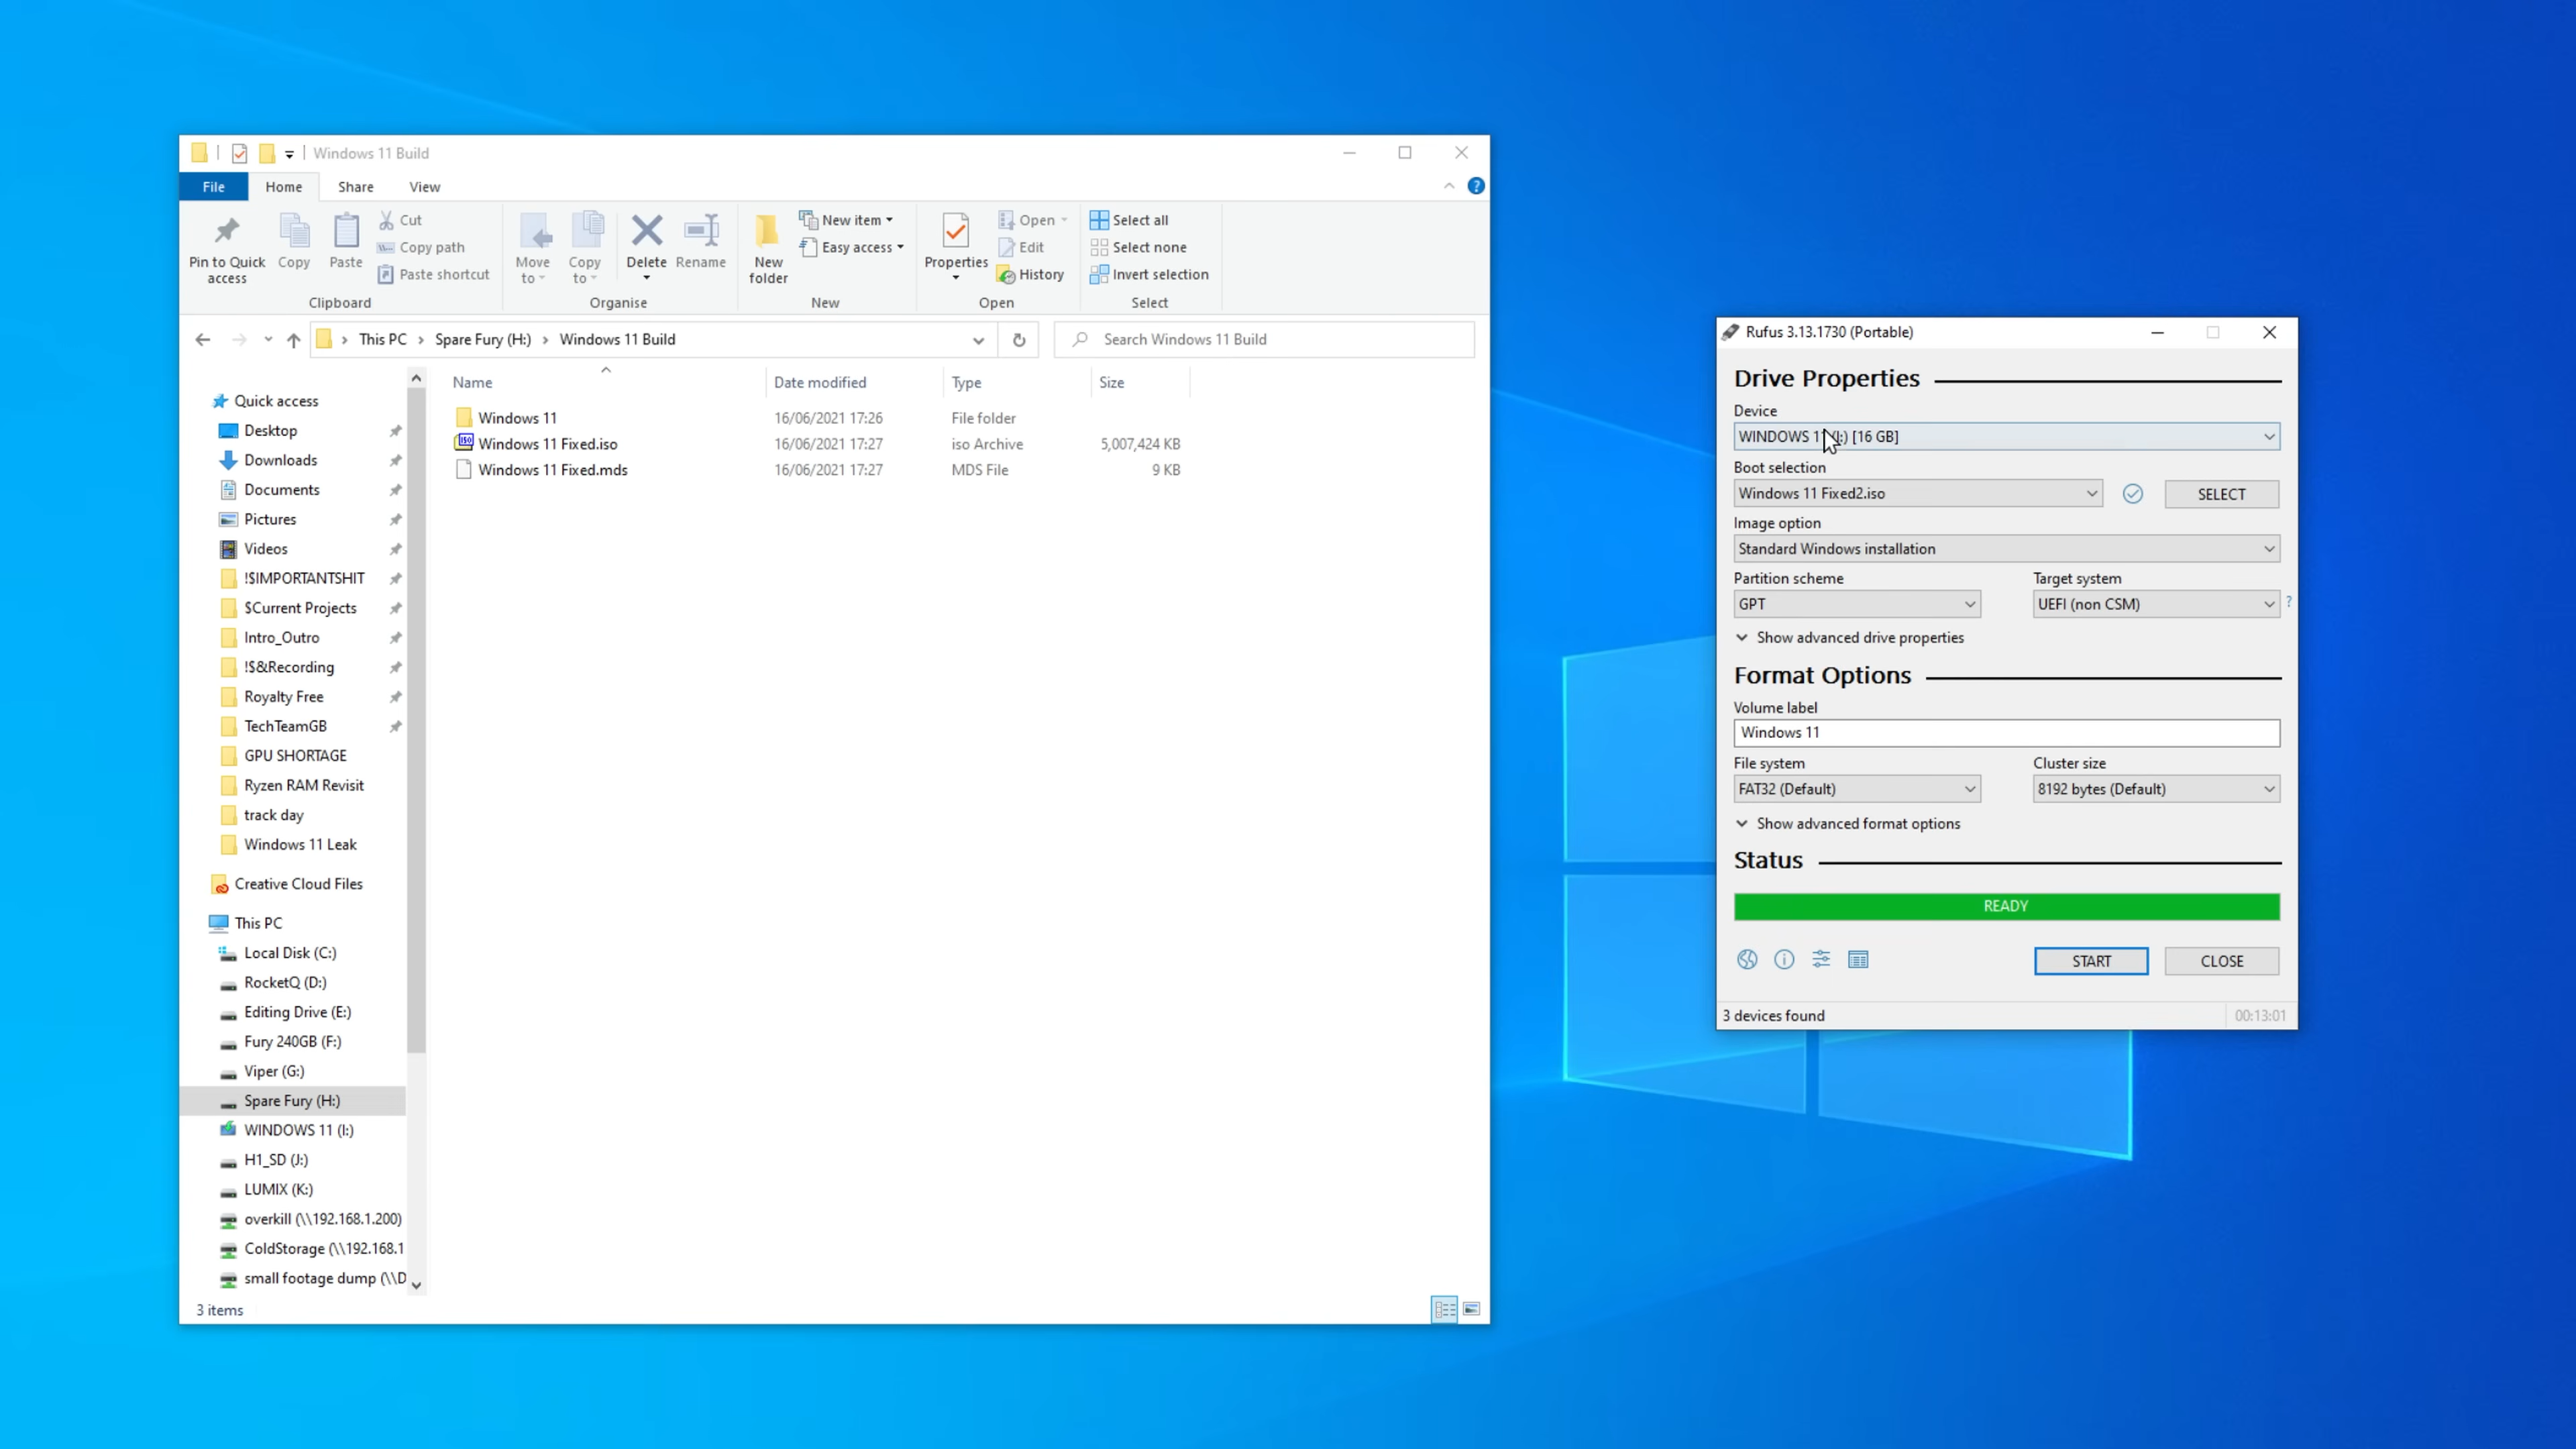 Windows 11 Build
File Home Share View
Pin to Quick access
Copy
Paste
Cut
Copy path
Paste shortcut
Clipboard
Move to
Copy to
Delete
Rename
Organise
New folder
New item
Easy access
New
Properties
Open
Edit
History
Open
Select all
Select none
Invert selection
Select
This PC › Spare Fury (H:) › Windows 11 Build
Search Windows 11 Build
Name Date modified Type Size
Windows 11 16/06/2021 17:26 File folder
Windows 11 Fixed.iso 16/06/2021 17:27 iso Archive 5,007,424 KB
Windows 11 Fixed.mds 16/06/2021 17:27 MDS File 9 KB
Quick access
Desktop
Downloads
Documents
Pictures
Videos
!$IMPORTANTSHIT
$Current Projects
Intro_Outro
!$&Recording
Royalty Free
TechTeamGB
GPU SHORTAGE
Ryzen RAM Revisit
track day
Windows 11 Leak
Creative Cloud Files
This PC
Local Disk (C:)
RocketQ (D:)
Editing Drive (E:)
Fury 240GB (F:)
Viper (G:)
Spare Fury (H:)
WINDOWS 11 (I:)
H1_SD (J:)
LUMIX (K:)
overkill (\\192.168.1.200)
ColdStorage (\\192.168.1
small footage dump (\\D
3 items
Rufus 3.13.1730 (Portable)
Drive Properties
Device
WINDOWS 11 (I:) [16 GB]
Boot selection
Windows 11 Fixed2.iso SELECT
Image option
Standard Windows installation
Partition scheme Target system
GPT UEFI (non CSM) ?
Show advanced drive properties
Format Options
Volume label
Windows 11
File system Cluster size
FAT32 (Default) 8192 bytes (Default)
Show advanced format options
Status
READY
START CLOSE
3 devices found 00:13:01